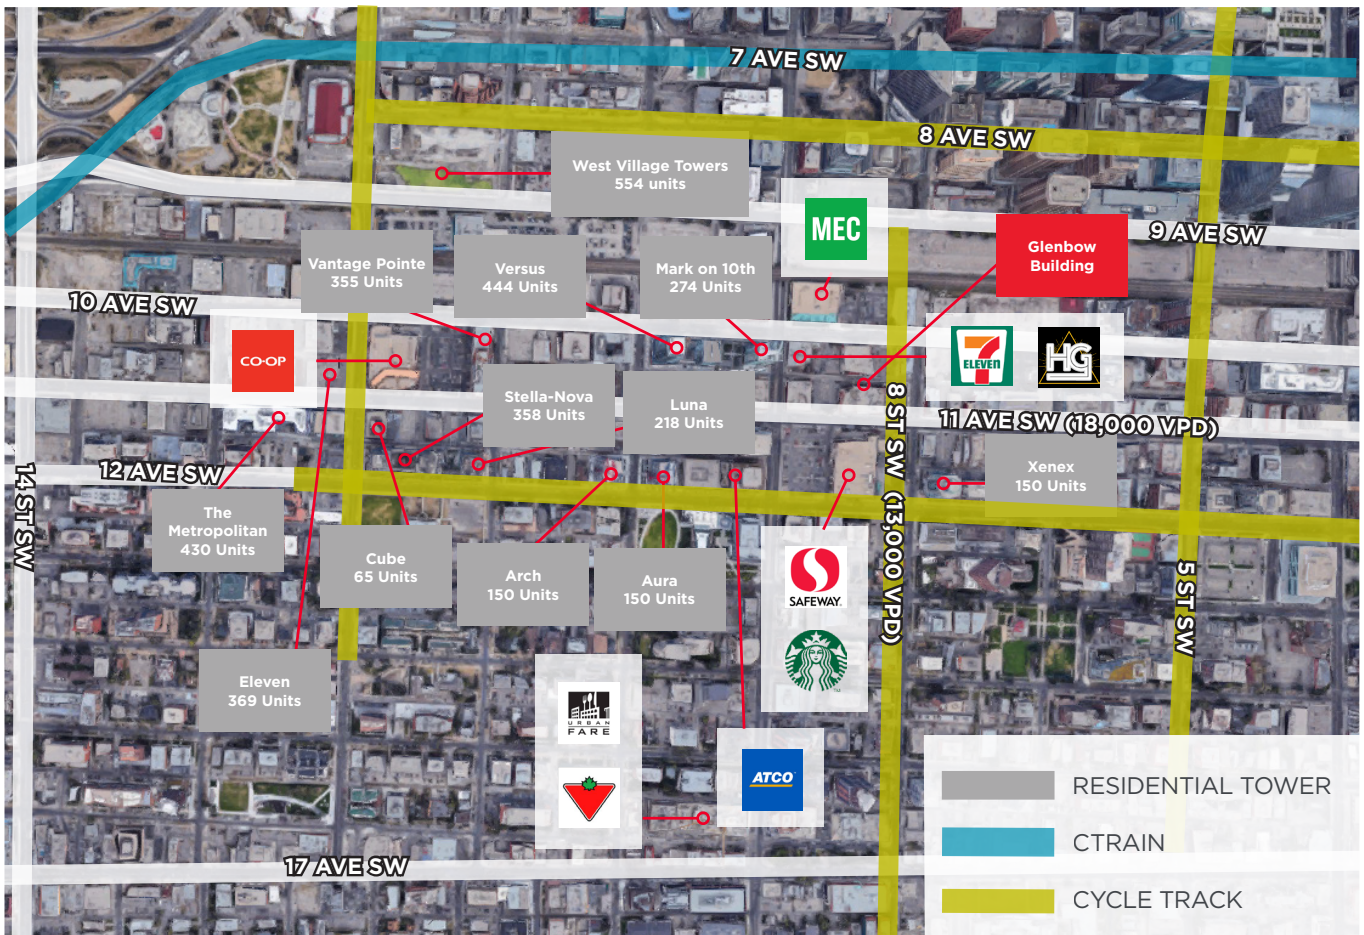 7 AVE SW
8 AVE SW
West Village Towers
554 units
MEC
9 AVE SW
Glenbow
Building
Vantage Pointe
355 Units
Versus
444 Units
Mark on 10th
274 Units
10 AVE SW
CO-OP
7
ELEVEN
HG
Stella-Nova
358 Units
Luna
218 Units
11 AVE SW (18,000 VPD)
8 ST SW (13,000 VPD)
12 AVE SW
14 ST SW
Xenex
150 Units
The
Metropolitan
430 Units
Cube
65 Units
Arch
150 Units
Aura
150 Units
SAFEWAY
5 ST SW
Eleven
369 Units
URBAN
FARE
ATCO
RESIDENTIAL TOWER
CTRAIN
CYCLE TRACK
17 AVE SW